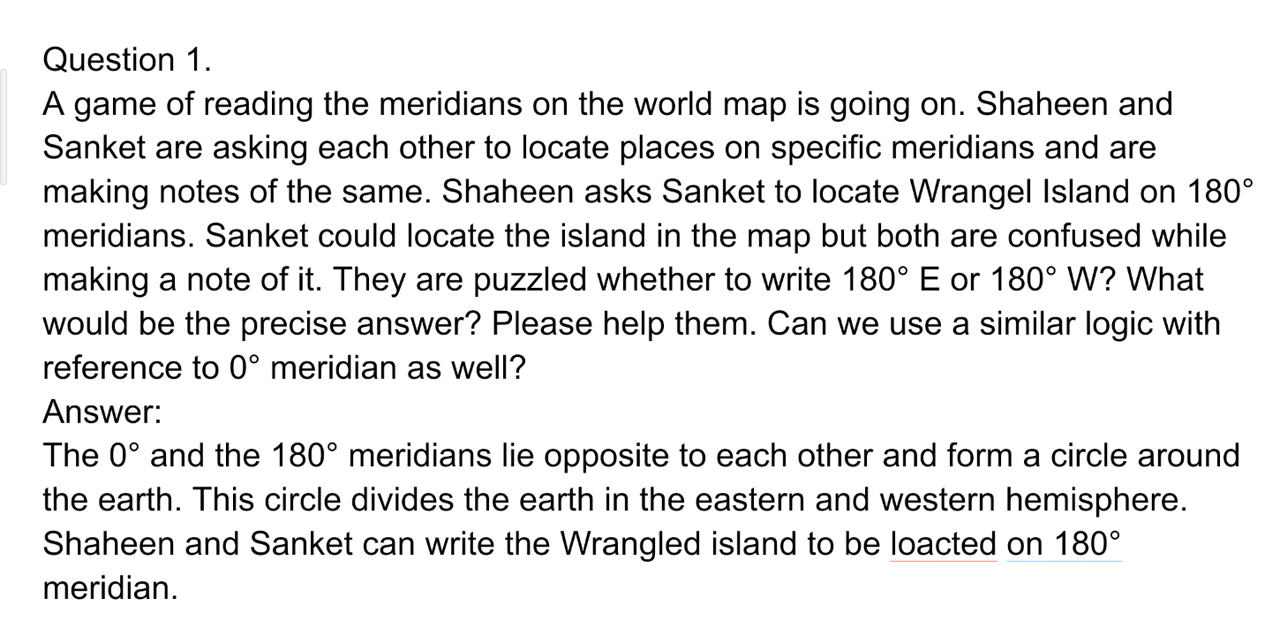 Question 1.
A game of reading the meridians on the world map is going on. Shaheen and
Sanket are asking each other to locate places on specific meridians and are
making notes of the same. Shaheen asks Sanket to locate Wrangel Island on 180°
meridians. Sanket could locate the island in the map but both are confused while
making a note of it. They are puzzled whether to write 180° E or 180° W? What
would be the precise answer? Please help them. Can we use a similar logic with
reference to 0° meridian as well?
Answer:
The 0° and the 180° meridians lie opposite to each other and form a circle around
the earth. This circle divides the earth in the eastern and western hemisphere.
Shaheen and Sanket can write the Wrangled island to be loacted on 180°
meridian.